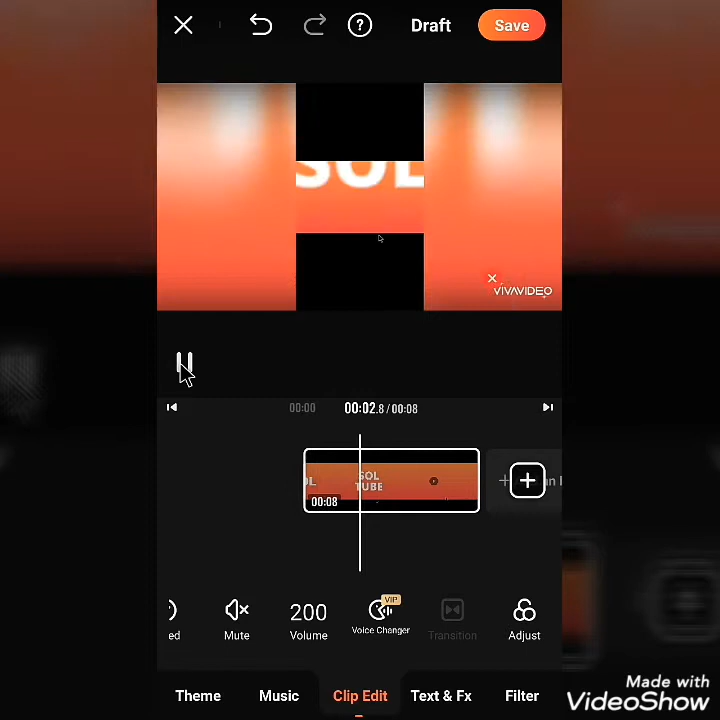 Draft
Save
SOL
VIVAVIDEO
00:00
00:02.8 / 00:08
SOL
TUBE
00:08
ed
Mute
200
Volume
VIP
Voice Changer
Transition
Adjust
Theme
Music
Clip Edit
Text & Fx
Filter
Made with
VideoShow